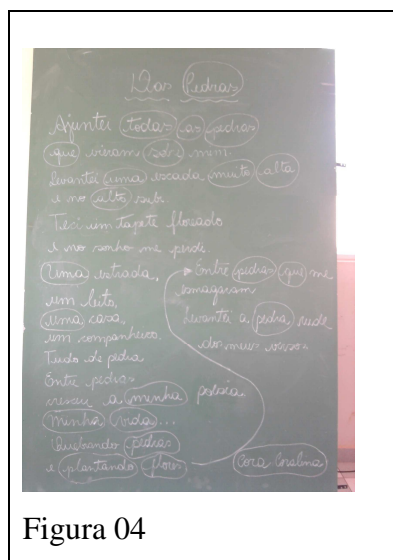 Das Pedras
Ajuntei todas as pedras
que vieram sobre mim.
Levantei uma escada muito alta
e no alto subi.
Teci um tapete floreado
e no sonho me perdi.
Uma estrada,
um leito,
uma casa,
um companheiro.
Tudo de pedra
Entre pedras
cresceu a minha poesia
Minha vida...
Quebrando pedras
e plantando flores
Entre pedras que me
esmagaram
Levantei a pedra rude
dos meus versos
Cora Coralina
Figura 04